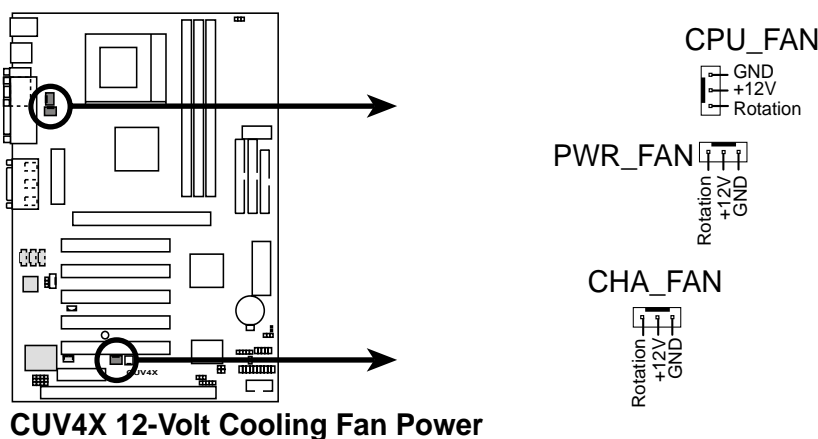 CPU_FAN
GND
+12V
Rotation
PWR_FAN
Rotation
+12V
GND
CHA_FAN
Rotation
+12V
GND
CUV4X
CUV4X 12-Volt Cooling Fan Power